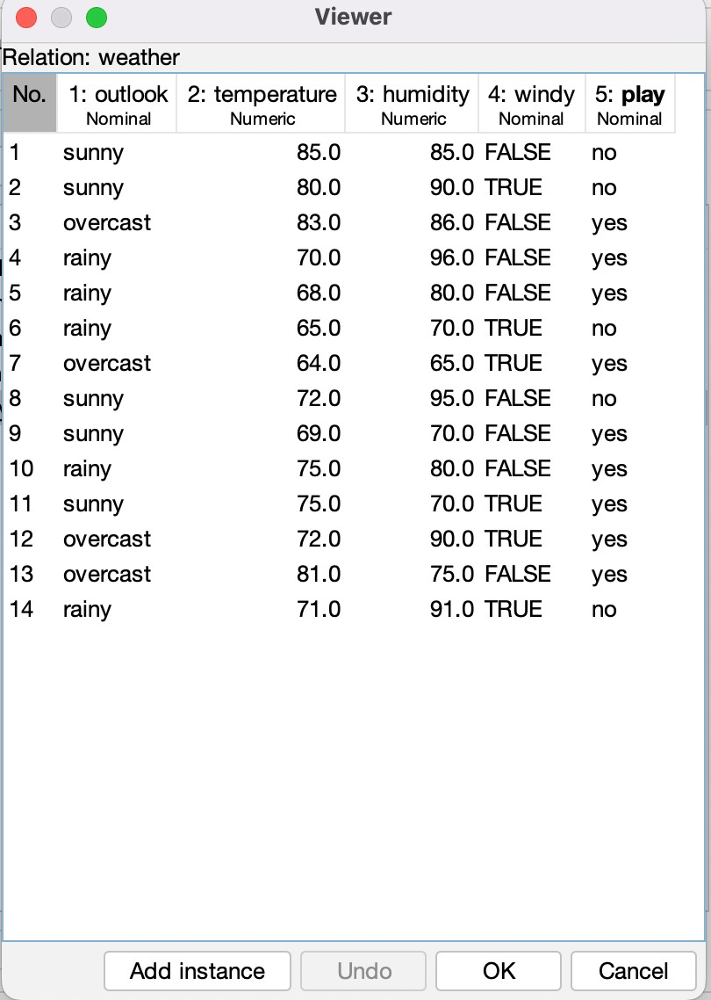 Viewer
Relation: weather
No. 1: outlook 2: temperature 3: humidity 4: windy 5: play
Nominal Numeric Numeric Nominal Nominal
1 sunny 85.0 85.0 FALSE no
2 sunny 80.0 90.0 TRUE no
3 overcast 83.0 86.0 FALSE yes
4 rainy 70.0 96.0 FALSE yes
5 rainy 68.0 80.0 FALSE yes
6 rainy 65.0 70.0 TRUE no
7 overcast 64.0 65.0 TRUE yes
8 sunny 72.0 95.0 FALSE no
9 sunny 69.0 70.0 FALSE yes
10 rainy 75.0 80.0 FALSE yes
11 sunny 75.0 70.0 TRUE yes
12 overcast 72.0 90.0 TRUE yes
13 overcast 81.0 75.0 FALSE yes
14 rainy 71.0 91.0 TRUE no
Add instance Undo OK Cancel